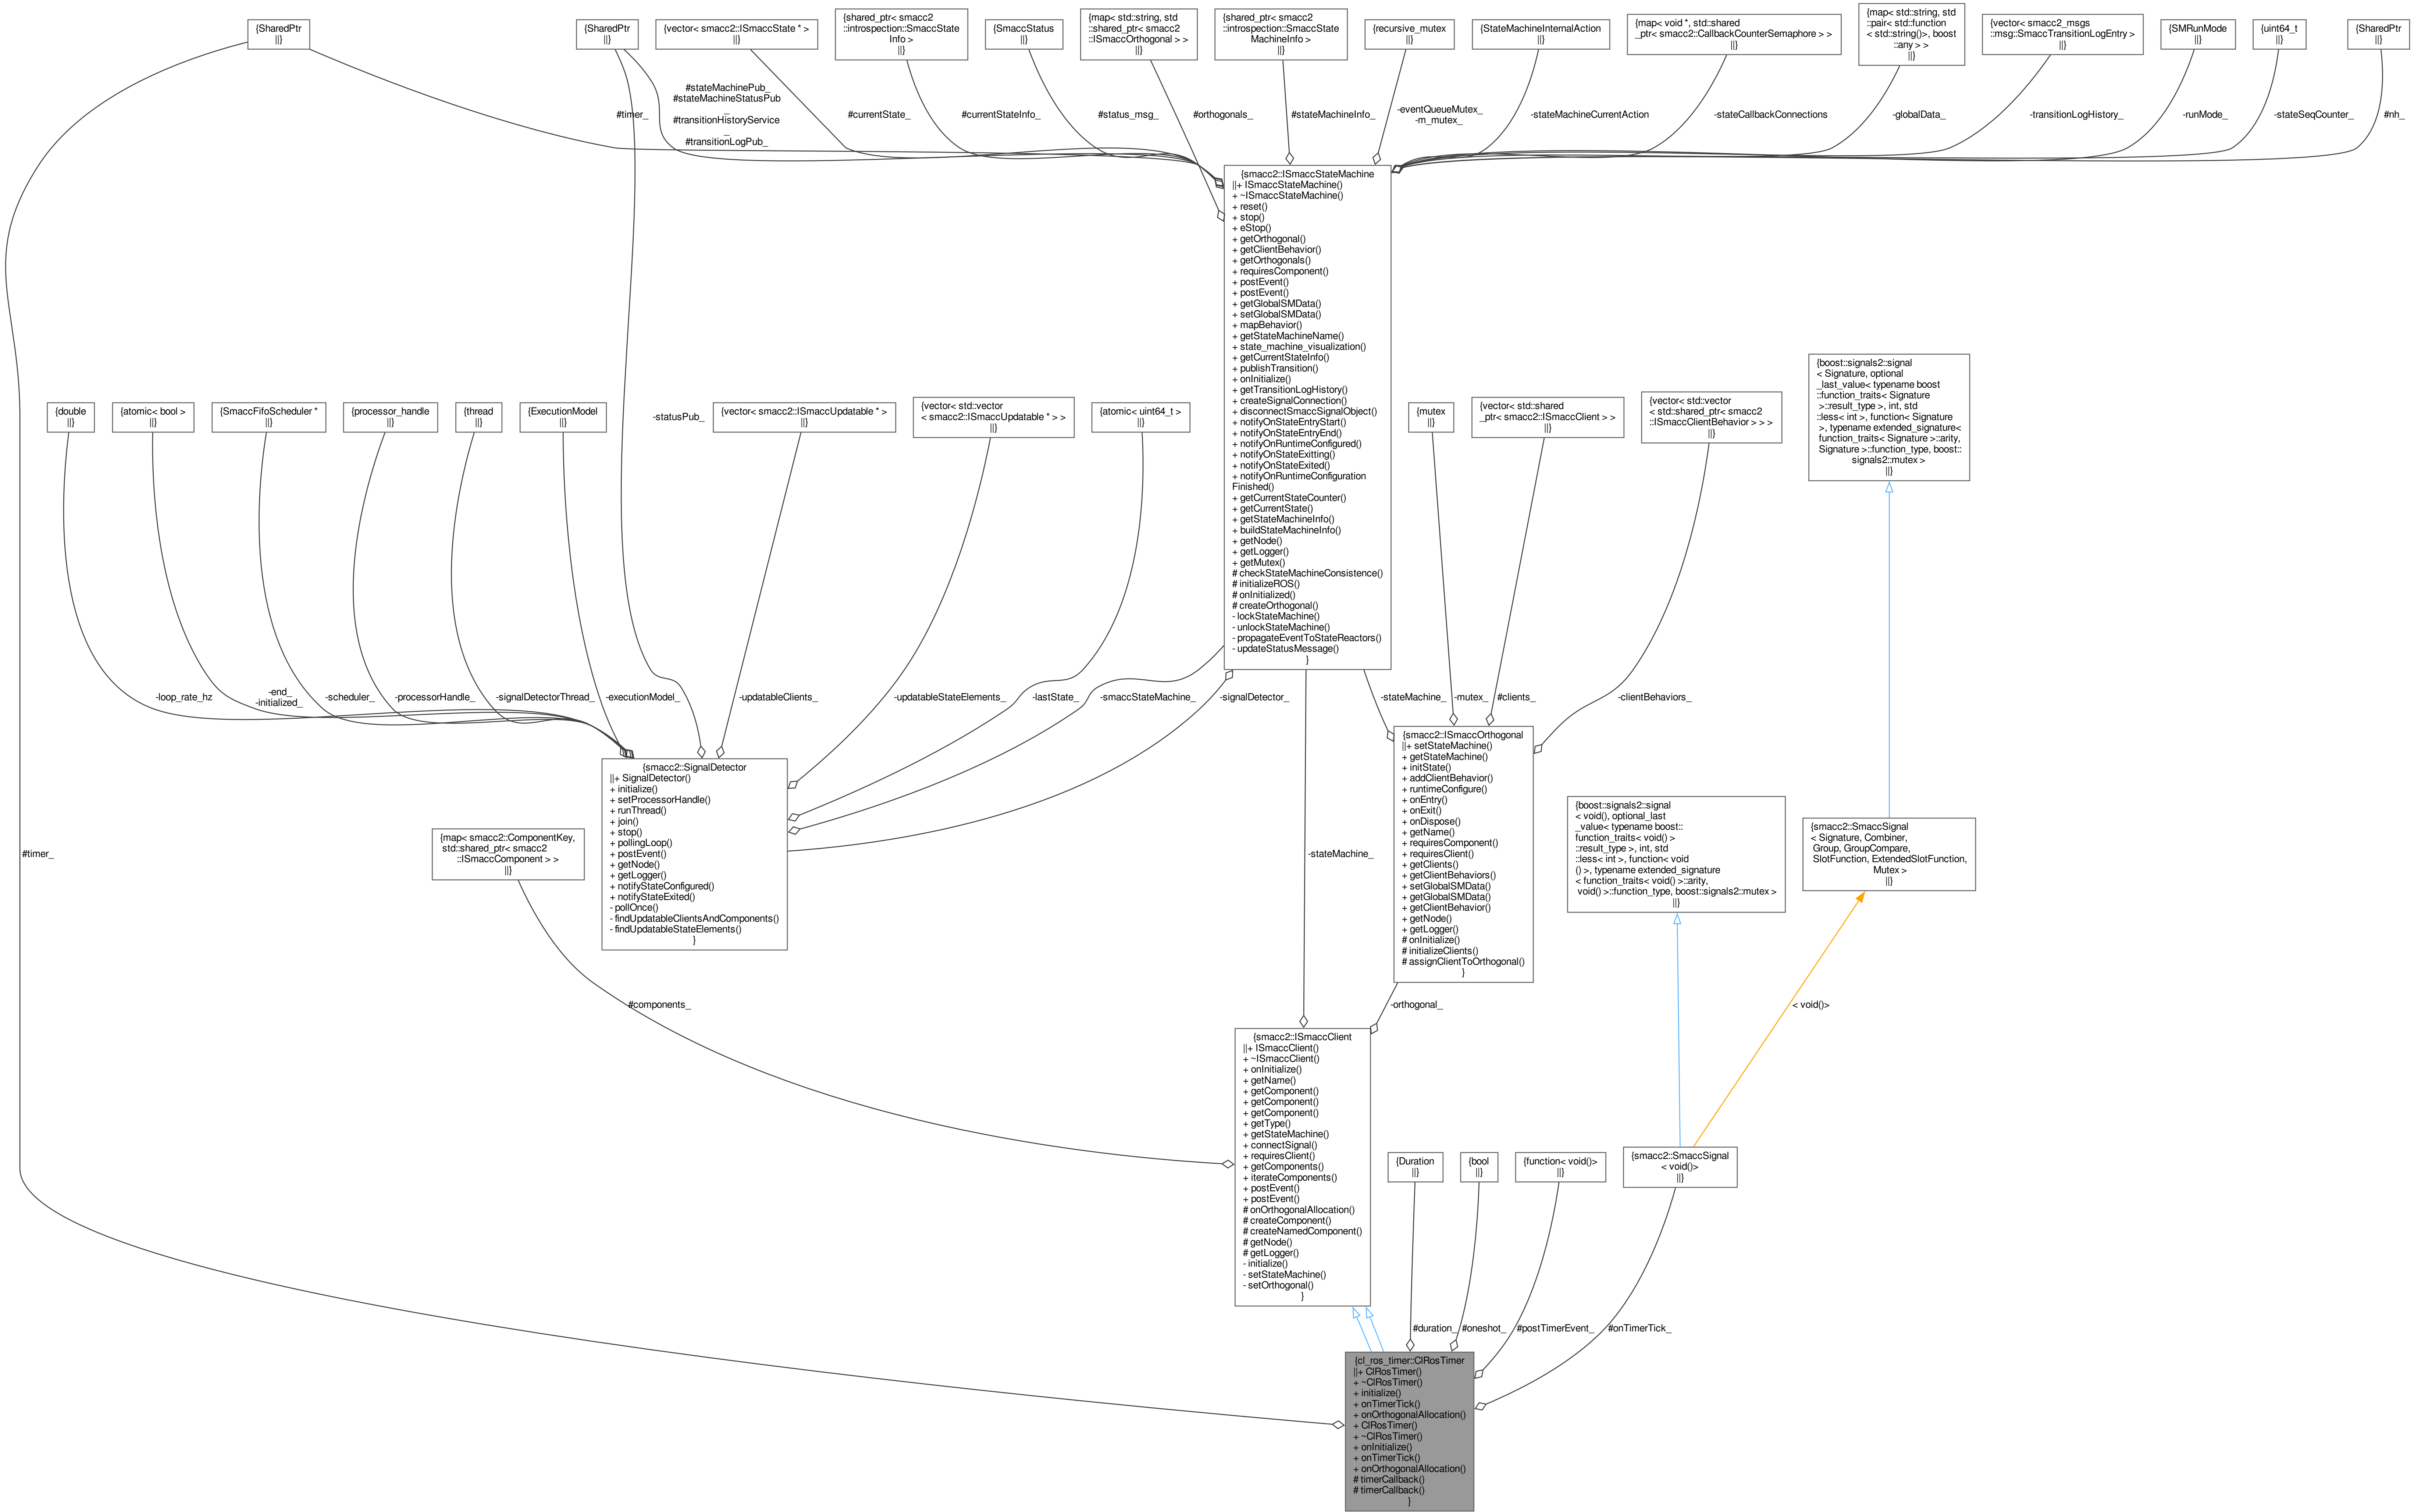 {SharedPtr
||}
{SharedPtr
||}
{vector< smacc2::ISmaccState * >
||}
{shared_ptr< smacc2
::introspection::SmaccState
Info >
||}
{SmaccStatus
||}
{map< std::string, std
::shared_ptr< smacc2
::ISmaccOrthogonal > >
||}
{shared_ptr< smacc2
::introspection::SmaccState
MachineInfo >
||}
{recursive_mutex
||}
{StateMachineInternalAction
||}
{map< void *, std::shared
_ptr< smacc2::CallbackCounterSemaphore > >
||}
{map< std::string, std
::pair< std::function
< std::string()>, boost
::any > >
||}
{vector< smacc2_msgs
::msg::SmaccTransitionLogEntry >
||}
{SMRunMode
||}
{uint64_t
||}
{SharedPtr
||}
#stateMachinePub_
#stateMachineStatusPub
_
#transitionHistoryService
_
#transitionLogPub_
#timer_
#currentState_
#currentStateInfo_
#status_msg_
#orthogonals_
#stateMachineInfo_
-eventQueueMutex_
-m_mutex_
-stateMachineCurrentAction
-stateCallbackConnections
-globalData_
-transitionLogHistory_
-runMode_
-stateSeqCounter_
#nh_
{smacc2::ISmaccStateMachine
||+ ISmaccStateMachine()
+ ~ISmaccStateMachine()
+ reset()
+ stop()
+ eStop()
+ getOrthogonal()
+ getClientBehavior()
+ getOrthogonals()
+ requiresComponent()
+ postEvent()
+ postEvent()
+ getGlobalSMData()
+ setGlobalSMData()
+ mapBehavior()
+ getStateMachineName()
+ state_machine_visualization()
+ getCurrentStateInfo()
+ publishTransition()
+ onInitialize()
+ getTransitionLogHistory()
+ createSignalConnection()
+ disconnectSmaccSignalObject()
+ notifyOnStateEntryStart()
+ notifyOnStateEntryEnd()
+ notifyOnRuntimeConfigured()
+ notifyOnStateExitting()
+ notifyOnStateExited()
+ notifyOnRuntimeConfiguration
Finished()
+ getCurrentStateCounter()
+ getCurrentState()
+ getStateMachineInfo()
+ buildStateMachineInfo()
+ getNode()
+ getLogger()
+ getMutex()
# checkStateMachineConsistence()
# initializeROS()
# onInitialized()
# createOrthogonal()
- lockStateMachine()
- unlockStateMachine()
- propagateEventToStateReactors()
- updateStatusMessage()
}
{boost::signals2::signal
< Signature, optional
_last_value< typename boost
::function_traits< Signature
>::result_type >, int, std
::less< int >, function< Signature
>, typename extended_signature<
function_traits< Signature >::arity,
Signature >::function_type, boost::
signals2::mutex >
||}
{double
||}
{atomic< bool >
||}
{SmaccFifoScheduler *
||}
{processor_handle
||}
{thread
||}
{ExecutionModel
||}
-statusPub_
{vector< smacc2::ISmaccUpdatable * >
||}
{vector< std::vector
< smacc2::ISmaccUpdatable * > >
||}
{atomic< uint64_t >
||}
{mutex
||}
{vector< std::shared
_ptr< smacc2::ISmaccClient > >
||}
{vector< std::vector
< std::shared_ptr< smacc2
::ISmaccClientBehavior > > >
||}
-loop_rate_hz
-end_
-initialized_
-scheduler_
-processorHandle_
-signalDetectorThread_
-executionModel_
-updatableClients_
-updatableStateElements_
-lastState_
-smaccStateMachine_
-signalDetector_
-stateMachine_
-mutex_
#clients_
-clientBehaviors_
{smacc2::SignalDetector
||+ SignalDetector()
+ initialize()
+ setProcessorHandle()
+ runThread()
+ join()
+ stop()
+ pollingLoop()
+ postEvent()
+ getNode()
+ getLogger()
+ notifyStateConfigured()
+ notifyStateExited()
- pollOnce()
- findUpdatableClientsAndComponents()
- findUpdatableStateElements()
}
{smacc2::ISmaccOrthogonal
||+ setStateMachine()
+ getStateMachine()
+ initState()
+ addClientBehavior()
+ runtimeConfigure()
+ onEntry()
+ onExit()
+ onDispose()
+ getName()
+ requiresComponent()
+ requiresClient()
+ getClients()
+ getClientBehaviors()
+ setGlobalSMData()
+ getGlobalSMData()
+ getClientBehavior()
+ getNode()
+ getLogger()
# onInitialize()
# initializeClients()
# assignClientToOrthogonal()
}
{boost::signals2::signal
< void(), optional_last
_value< typename boost::
function_traits< void() >
::result_type >, int, std
::less< int >, function< void
() >, typename extended_signature
< function_traits< void() >::arity,
void() >::function_type, boost::signals2::mutex >
||}
{smacc2::SmaccSignal
< Signature, Combiner,
Group, GroupCompare,
SlotFunction, ExtendedSlotFunction,
Mutex >
||}
{map< smacc2::ComponentKey,
std::shared_ptr< smacc2
::ISmaccComponent > >
||}
#timer_
-stateMachine_
#components_
-orthogonal_
< void()>
{smacc2::ISmaccClient
||+ ISmaccClient()
+ ~ISmaccClient()
+ onInitialize()
+ getName()
+ getComponent()
+ getComponent()
+ getComponent()
+ getType()
+ getStateMachine()
+ connectSignal()
+ requiresClient()
+ getComponents()
+ iterateComponents()
+ postEvent()
+ postEvent()
# onOrthogonalAllocation()
# createComponent()
# createNamedComponent()
# getNode()
# getLogger()
- initialize()
- setStateMachine()
- setOrthogonal()
}
{Duration
||}
{bool
||}
{function< void()>
||}
{smacc2::SmaccSignal
< void()>
||}
#duration_
#oneshot_
#postTimerEvent_
#onTimerTick_
{cl_ros_timer::ClRosTimer
||+ ClRosTimer()
+ ~ClRosTimer()
+ initialize()
+ onTimerTick()
+ onOrthogonalAllocation()
+ ClRosTimer()
+ ~ClRosTimer()
+ onInitialize()
+ onTimerTick()
+ onOrthogonalAllocation()
# timerCallback()
# timerCallback()
}